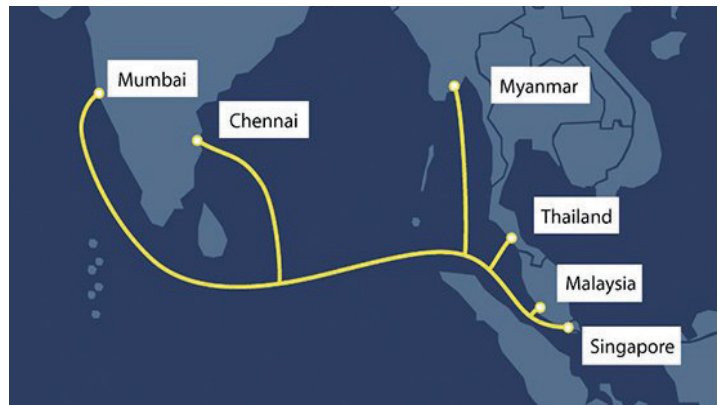 Mumbai
Myanmar
Chennai
Thailand
Malaysia
Singapore